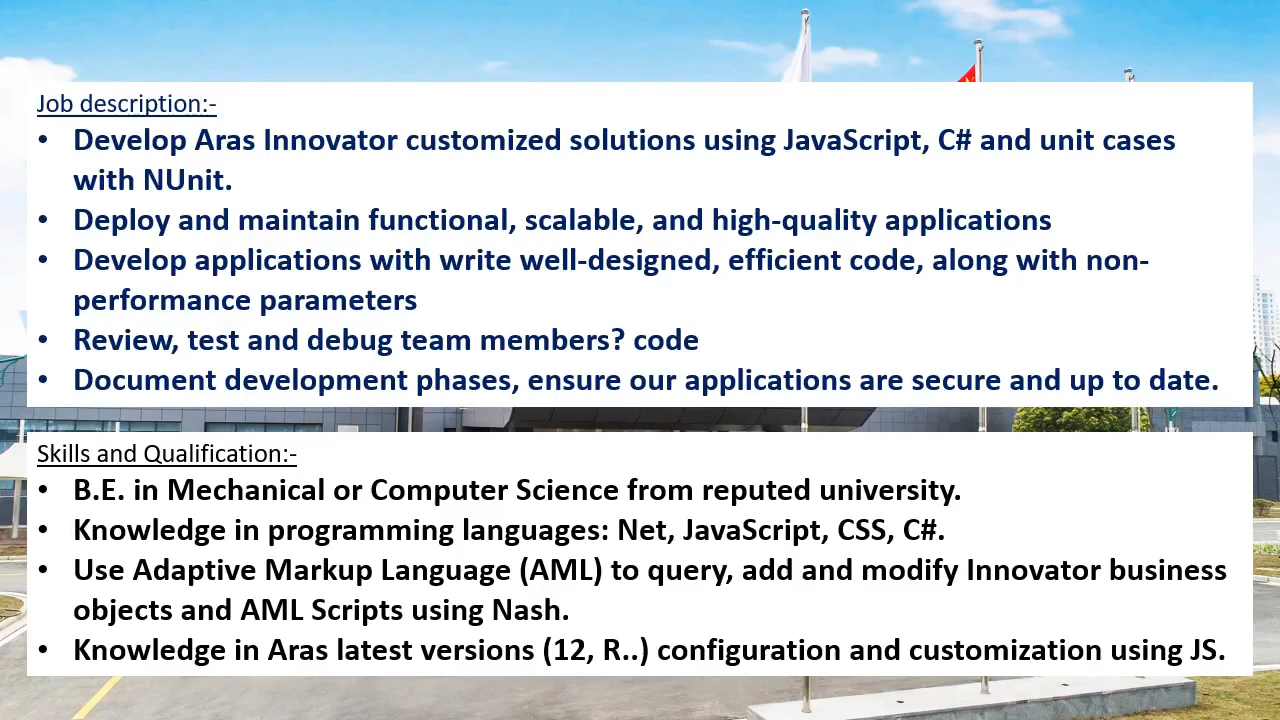 Job description:-
• Develop Aras Innovator customized solutions using JavaScript, C# and unit cases
with NUnit.
• Deploy and maintain functional, scalable, and high-quality applications
• Develop applications with write well-designed, efficient code, along with non-
performance parameters
• Review, test and debug team members? code
• Document development phases, ensure our applications are secure and up to date.
Skills and Qualification:-
• B.E. in Mechanical or Computer Science from reputed university.
• Knowledge in programming languages: Net, JavaScript, CSS, C#.
• Use Adaptive Markup Language (AML) to query, add and modify Innovator business
objects and AML Scripts using Nash.
• Knowledge in Aras latest versions (12, R..) configuration and customization using JS.